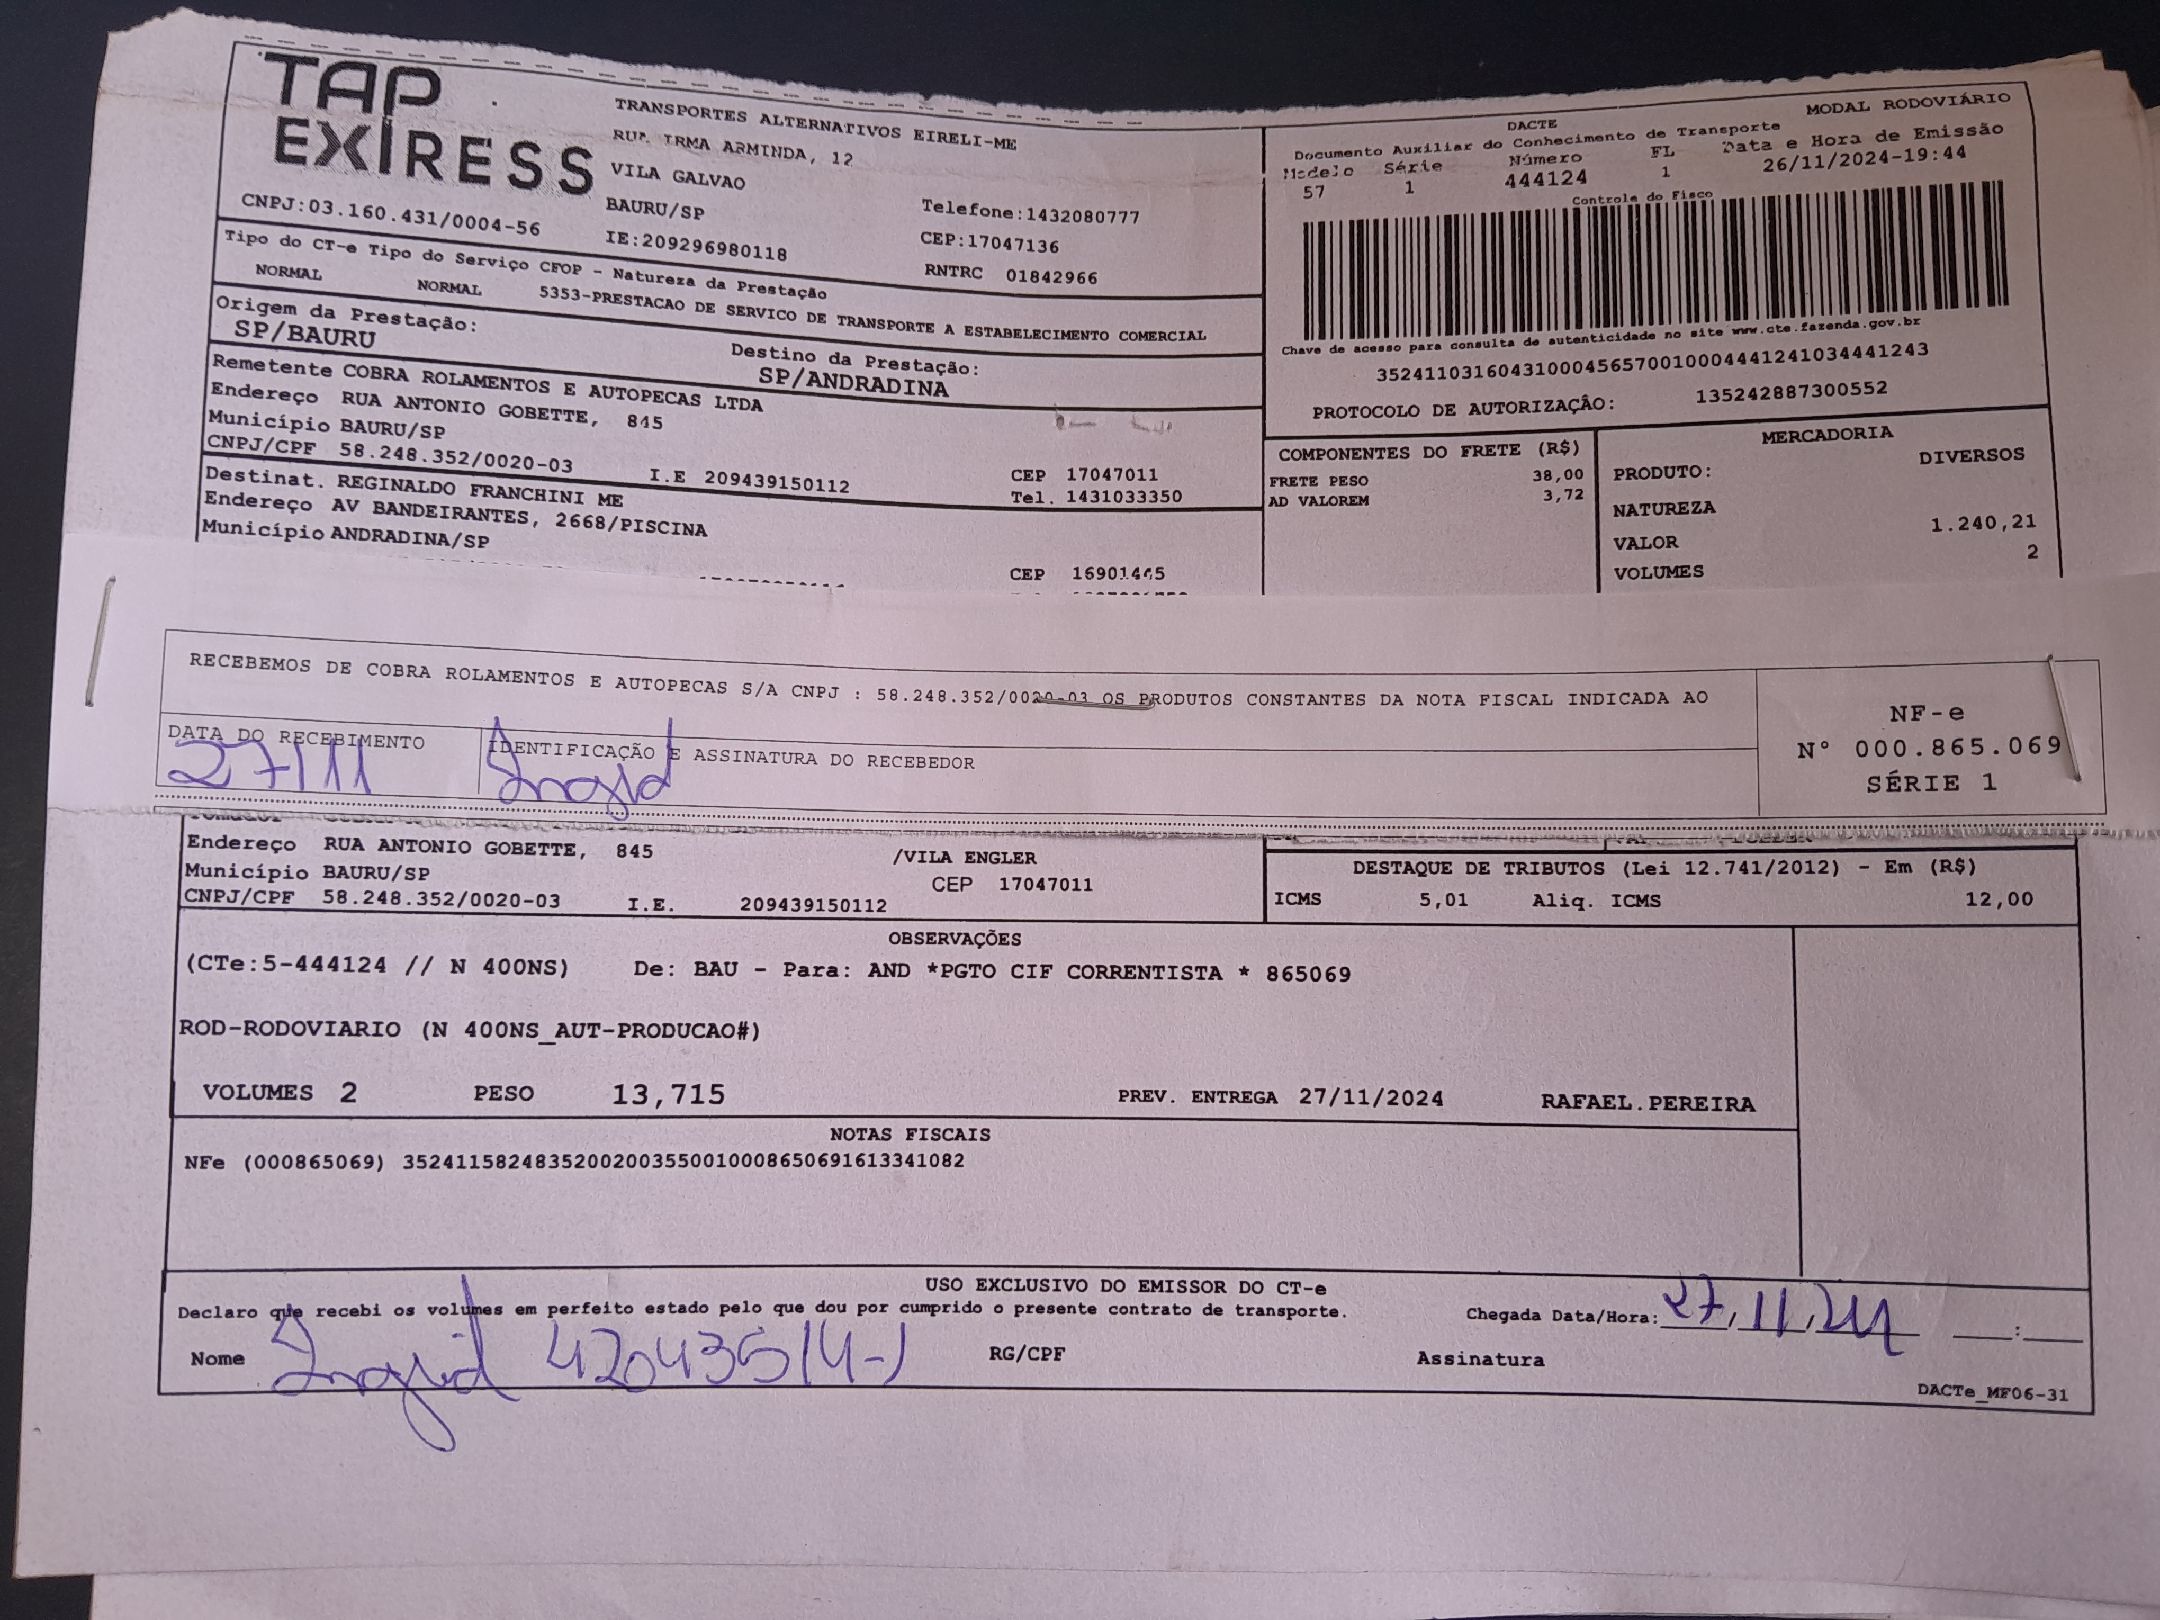 TAP
EXPRESS
TRANSPORTES ALTERNATIVOS EIRELI-ME
RUA IRMA ARMINDA, 12
VILA GALVAO
BAURU/SP
Telefone:1432080777
CNPJ:03.160.431/0004-56
IE:209296980118
CEP:17047136
RNTRC 01842966
Tipo do CT-e Tipo do Serviço CFOP - Natureza da Prestação
NORMAL NORMAL 5353-PRESTACAO DE SERVICO DE TRANSPORTE A ESTABELECIMENTO COMERCIAL
Origem da Prestação:
SP/BAURU
Destino da Prestação:
SP/ANDRADINA
Remetente COBRA ROLAMENTOS E AUTOPECAS LTDA
Endereço RUA ANTONIO GOBETTE, 845
Município BAURU/SP
CEP 17047011
CNPJ/CPF 58.248.352/0020-03 I.E 209439150112
Tel. 1431033350
Destinat. REGINALDO FRANCHINI ME
Endereço AV BANDEIRANTES, 2668/PISCINA
Município ANDRADINA/SP
CEP 16901445
DACTE
MODAL RODOVIÁRIO
Documento Auxiliar do Conhecimento de Transporte
Modelo Série Número FL Data e Hora de Emissão
57 1 444124 1 26/11/2024-19:44
Controle do Fisco
Chave de acesso para consulta de autenticidade no site www.cte.fazenda.gov.br
35241103160431000456570010004441241034441243
PROTOCOLO DE AUTORIZAÇÂO: 135242887300552
COMPONENTES DO FRETE (R$)
FRETE PESO 38,00
AD VALOREM 3,72
MERCADORIA
PRODUTO: DIVERSOS
NATUREZA
VALOR 1.240,21
VOLUMES 2
RECEBEMOS DE COBRA ROLAMENTOS E AUTOPECAS S/A CNPJ : 58.248.352/0020-03 OS PRODUTOS CONSTANTES DA NOTA FISCAL INDICADA AO
DATA DO RECEBIMENTO
27/11
IDENTIFICAÇÃO E ASSINATURA DO RECEBEDOR
Ingrid
NF-e
N° 000.865.069
SÉRIE 1
Endereço RUA ANTONIO GOBETTE, 845 /VILA ENGLER
Município BAURU/SP CEP 17047011
CNPJ/CPF 58.248.352/0020-03 I.E. 209439150112
DESTAQUE DE TRIBUTOS (Lei 12.741/2012) - Em (R$)
ICMS 5,01 Aliq. ICMS 12,00
OBSERVAÇÕES
(CTe:5-444124 // N 400NS) De: BAU - Para: AND *PGTO CIF CORRENTISTA * 865069
ROD-RODOVIARIO (N 400NS_AUT-PRODUCAO#)
VOLUMES 2 PESO 13,715 PREV. ENTREGA 27/11/2024 RAFAEL.PEREIRA
NOTAS FISCAIS
NFe (000865069) 35241158248352002003550010008650691613341082
USO EXCLUSIVO DO EMISSOR DO CT-e
Declaro que recebi os volumes em perfeito estado pelo que dou por cumprido o presente contrato de transporte.
Chegada Data/Hora: 27/11/24 :
Nome Ingrid RG/CPF Assinatura
DACTe_MF06-31